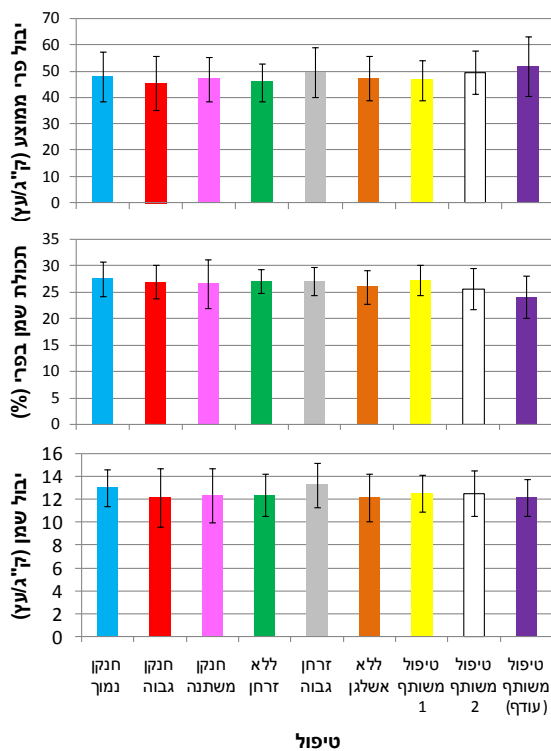 יבול פרי ממוצע (ק"ג/עץ)
70
60
50
40
30
20
10
0
תכולת שמן בפרי (%)
35
30
25
20
15
10
5
0
יבול שמן (ק"ג/עץ)
16
14
12
10
8
6
4
2
0
חנקן נמוך
חנקן גבוה
חנקן משתנה
ללא זרחן
זרחן גבוה
ללא אשלגן
טיפול משותף 1
טיפול משותף 2
טיפול משותף (עודף)
טיפול